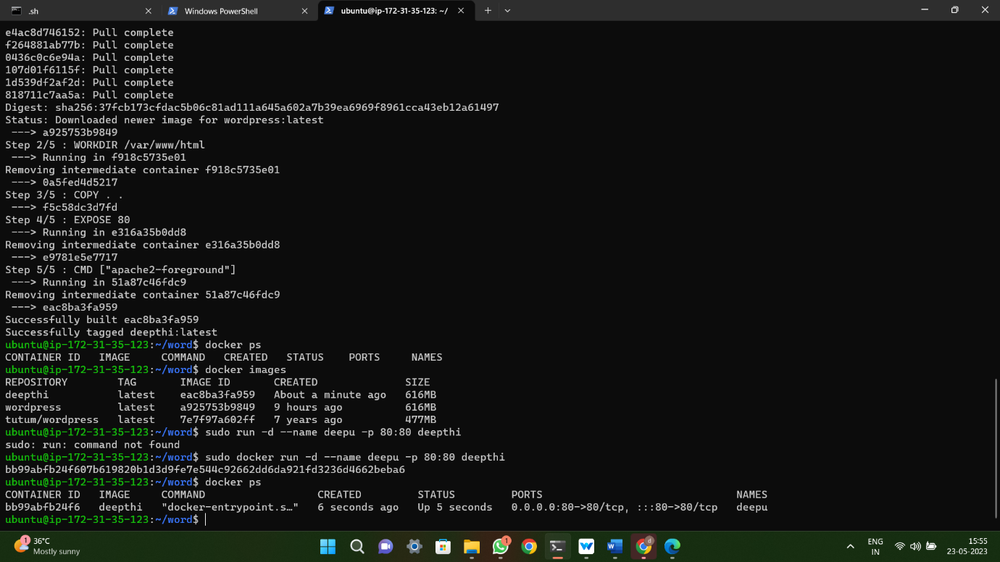 .sh
Windows PowerShell
ubuntu@ip-172-31-35-123: ~/
e4ac8d746152: Pull complete
f264881ab77b: Pull complete
0436c0c6e94a: Pull complete
107d01f6115f: Pull complete
1d539df2af2d: Pull complete
818711c7aa5a: Pull complete
Digest: sha256:37fcb173cfdac5b06c81ad111a645a602a7b39ea6969f8961cca43eb12a61497
Status: Downloaded newer image for wordpress:latest
 ---> a925753b9849
Step 2/5 : WORKDIR /var/www/html
 ---> Running in f918c5735e01
Removing intermediate container f918c5735e01
 ---> 0a5fed4d5217
Step 3/5 : COPY . .
 ---> f5c58dc3d7fd
Step 4/5 : EXPOSE 80
 ---> Running in e316a35b0dd8
Removing intermediate container e316a35b0dd8
 ---> e9781e5e7717
Step 5/5 : CMD ["apache2-foreground"]
 ---> Running in 51a87c46fdc9
Removing intermediate container 51a87c46fdc9
 ---> eac8ba3fa959
Successfully built eac8ba3fa959
Successfully tagged deepthi:latest
ubuntu@ip-172-31-35-123:~/word$ docker ps
CONTAINER ID   IMAGE     COMMAND   CREATED   STATUS    PORTS     NAMES
ubuntu@ip-172-31-35-123:~/word$ docker images
REPOSITORY        TAG       IMAGE ID       CREATED              SIZE
deepthi           latest    eac8ba3fa959   About a minute ago   616MB
wordpress         latest    a925753b9849   9 hours ago          616MB
tutum/wordpress   latest    7e7f97a602ff   7 years ago          477MB
ubuntu@ip-172-31-35-123:~/word$ sudo run -d --name deepu -p 80:80 deepthi
sudo: run: command not found
ubuntu@ip-172-31-35-123:~/word$ sudo docker run -d --name deepu -p 80:80 deepthi
bb99abfb24f607b619820b1d3d9fe7e544c92662dd6da921fd3236d4662beba6
ubuntu@ip-172-31-35-123:~/word$ docker ps
CONTAINER ID   IMAGE     COMMAND                  CREATED         STATUS         PORTS                               NAMES
bb99abfb24f6   deepthi   "docker-entrypoint.s…"   6 seconds ago   Up 5 seconds   0.0.0.0:80->80/tcp, :::80->80/tcp   deepu
ubuntu@ip-172-31-35-123:~/word$
1
36°C
Mostly sunny
1
d
ENG
IN
15:55
23-05-2023